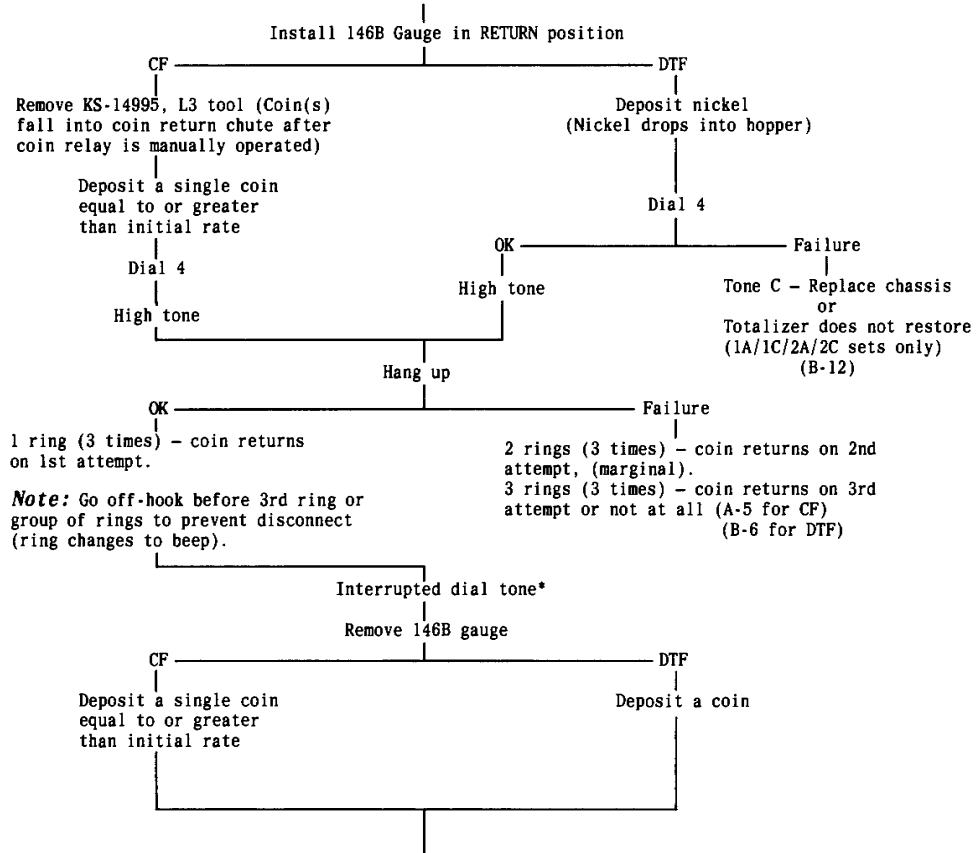 Install 146B Gauge in RETURN position
CF
DTF
Remove KS-14995, L3 tool (Coin(s)
fall into coin return chute after
coin relay is manually operated)
Deposit a single coin
equal to or greater
than initial rate
Dial 4
High tone
Deposit nickel
(Nickel drops into hopper)
Dial 4
OK
Failure
High tone
Tone C – Replace chassis
or
Totalizer does not restore
(1A/1C/2A/2C sets only)
(B-12)
Hang up
OK
Failure
1 ring (3 times) – coin returns
on 1st attempt.
Note: Go off-hook before 3rd ring or
group of rings to prevent disconnect
(ring changes to beep).
2 rings (3 times) – coin returns on 2nd
attempt, (marginal).
3 rings (3 times) – coin returns on 3rd
attempt or not at all (A-5 for CF)
(B-6 for DTF)
Interrupted dial tone*
Remove 146B gauge
CF
DTF
Deposit a single coin
equal to or greater
than initial rate
Deposit a coin